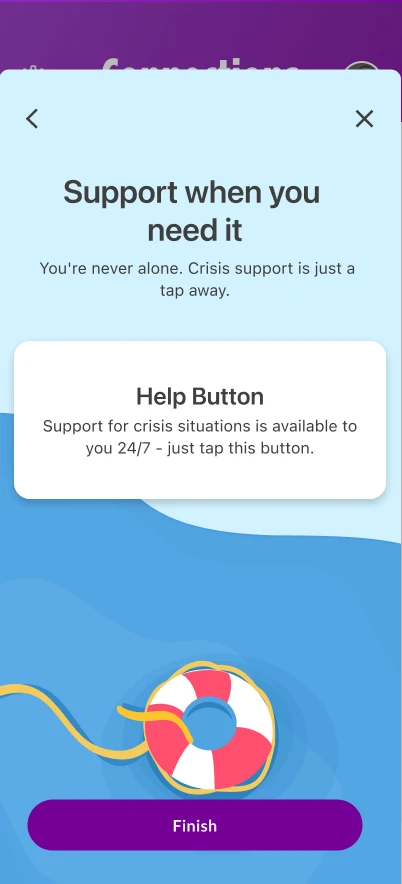 Connections
Support when you
need it
You're never alone. Crisis support is just a
tap away.
Help Button
Support for crisis situations is available to
you 24/7 - just tap this button.
Finish